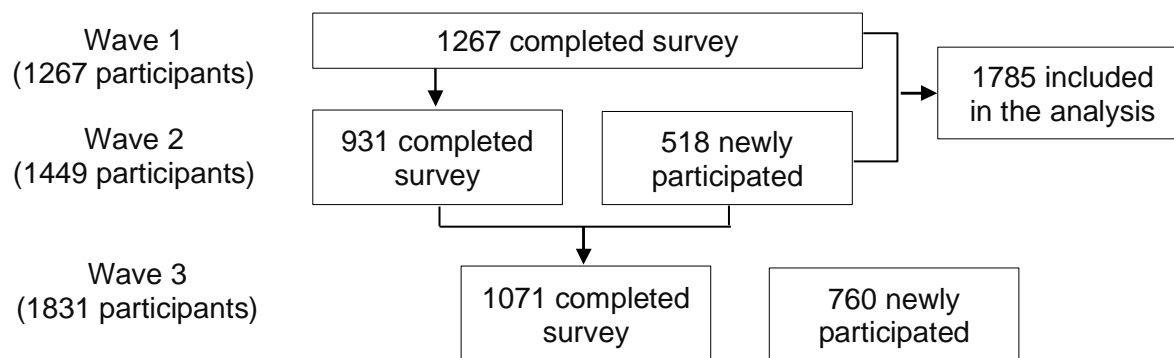 Wave 1
(1267 participants)
1267 completed survey
1785 included
in the analysis
Wave 2
(1449 participants)
931 completed
survey
518 newly
participated
Wave 3
(1831 participants)
1071 completed
survey
760 newly
participated